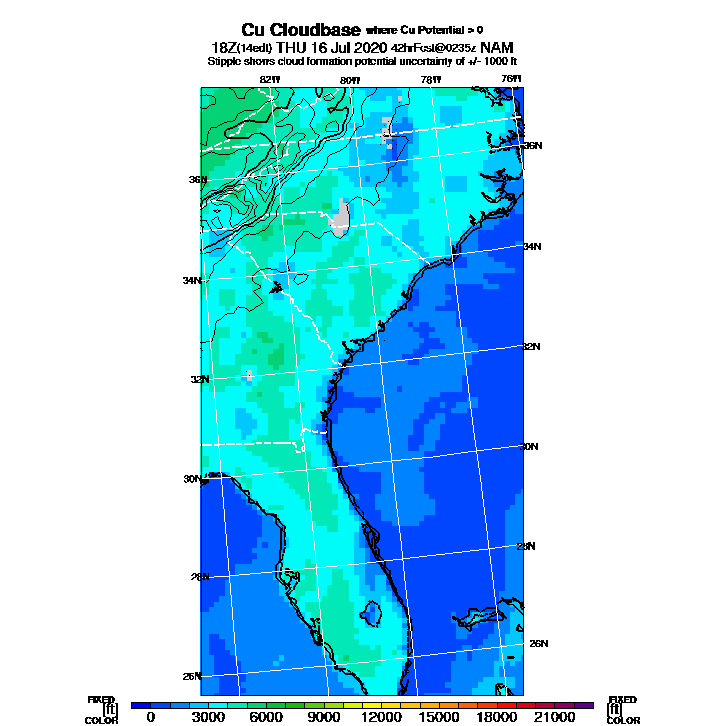 Cu Cloudbase where Cu Potential > 0
18Z(14edt) THU 16 Jul 2020 42hrFcst@0235z NAM
Stipple shows cloud formation potential uncertainty of +/- 1000 ft
82W 80W 78W 76W
36N
36N
34N
34N
32N
32N
30N
30N
28N
28N
26N
26N
FIXED FIXED
[ft] [ft]
COLOR COLOR
0 3000 6000 9000 12000 15000 18000 21000